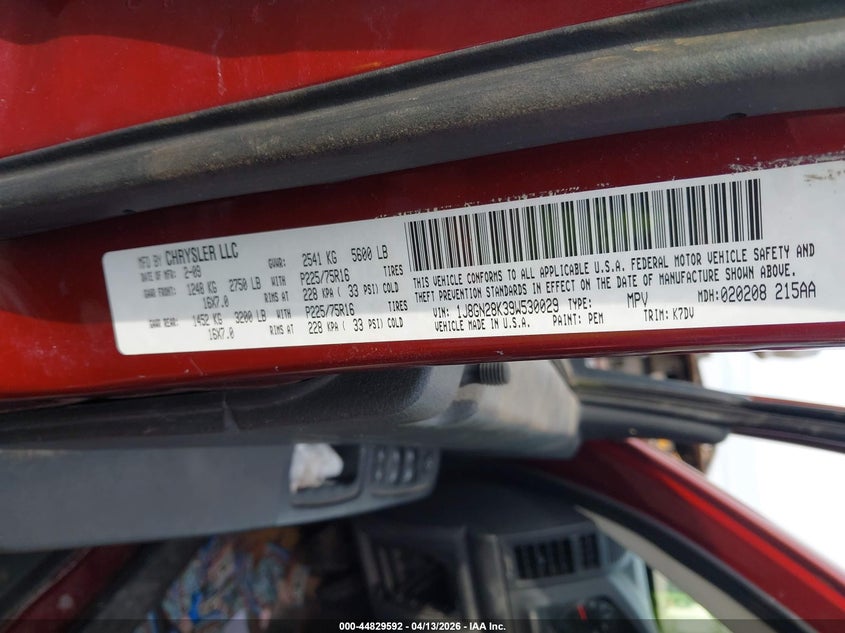 MFD BY CHRYSLER LLC
DATE OF MFR: 2-09 GVWR: 2541 KG 5600 LB
GAWR FRONT: 1248 KG 2750 LB WITH P225/75R16 TIRES
16X7.0 RIMS AT 228 KPA ( 33 PSI) COLD
GAWR REAR: 1452 KG 3200 LB WITH P225/75R16 TIRES
16X7.0 RIMS AT 228 KPA ( 33 PSI) COLD
THIS VEHICLE CONFORMS TO ALL APPLICABLE U.S.A. FEDERAL MOTOR VEHICLE SAFETY AND
THEFT PREVENTION STANDARDS IN EFFECT ON THE DATE OF MANUFACTURE SHOWN ABOVE.
VIN: 1J8GN28K39W530029 TYPE: MPV MDH: 020208 215AA
VEHICLE MADE IN U.S.A. PAINT: PEM TRIM: K7DV
000-44829592 - 04/13/2026 - IAA Inc.